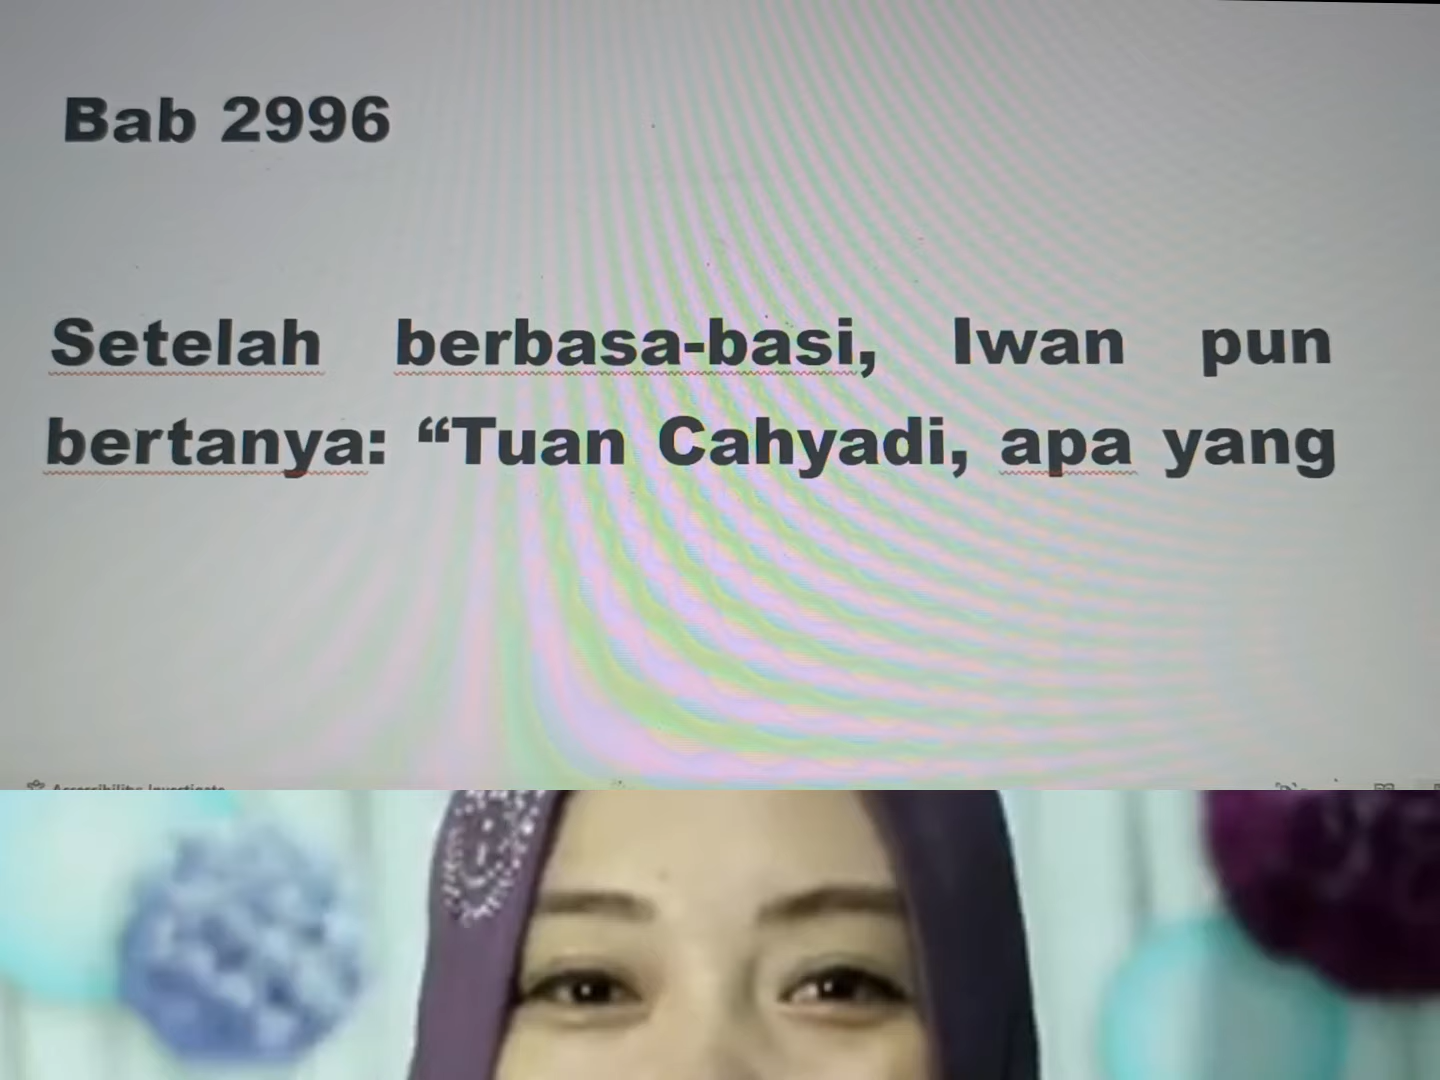 Bab 2996
Setelah berbasa-basi, Iwan pun
bertanya: “Tuan Cahyadi, apa yang